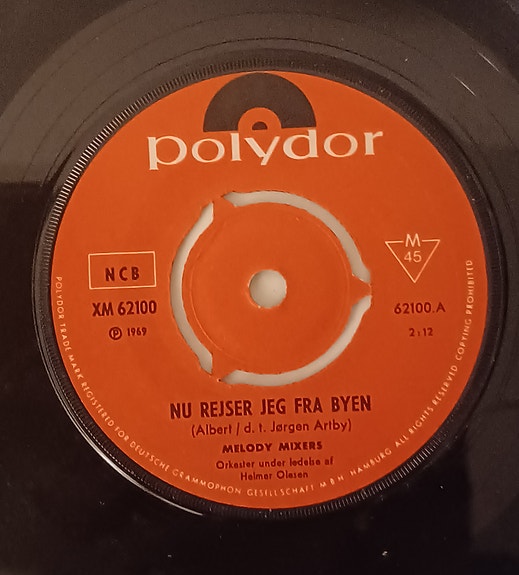 polydor
NCB
M
45
XM 62100
62100.A
Ⓟ 1969
2:12
NU REJSER JEG FRA BYEN
(Albert / d. t. Jørgen Artby)
MELODY MIXERS
Orkester under ledelse af
Helmer Olesen
POLYDOR TRADE MARK REGISTERED FOR DEUTSCHE GRAMMOPHON GESELLSCHAFT M B H. HAMBURG ALL RIGHTS RESERVED COPYING PROHIBITED